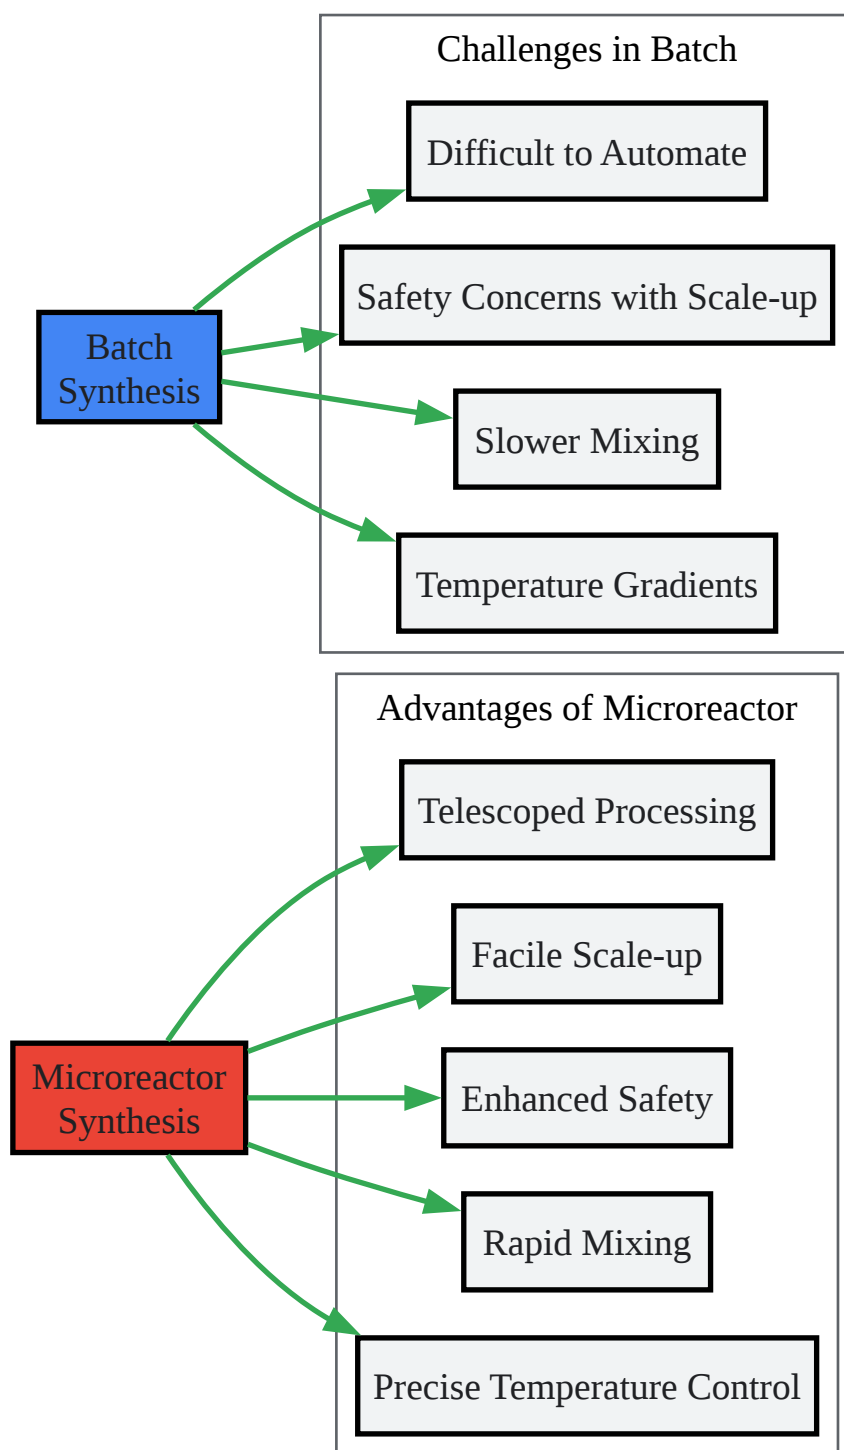 Challenges in Batch
Difficult to Automate
Safety Concerns with Scale-up
Batch
Synthesis
Slower Mixing
Temperature Gradients
Advantages of Microreactor
Telescoped Processing
Facile Scale-up
Microreactor
Synthesis
Enhanced Safety
Rapid Mixing
Precise Temperature Control